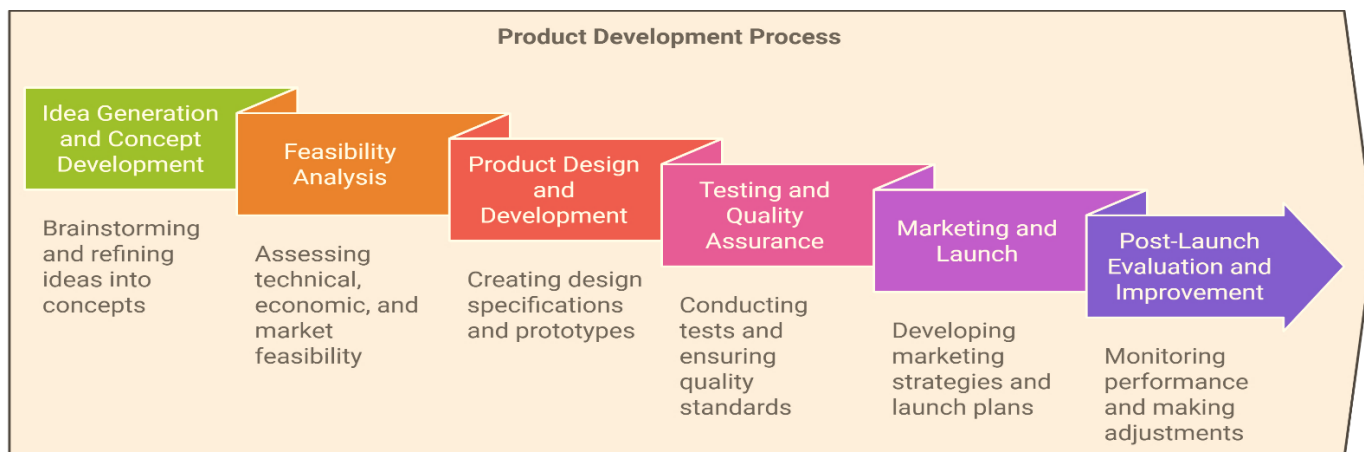 Product Development Process
Idea Generation
and Concept
Development
Brainstorming
and refining
ideas into
concepts
Feasibility
Analysis
Assessing
technical,
economic, and
market
feasibility
Product Design
and
Development
Creating design
specifications
and prototypes
Testing and
Quality
Assurance
Conducting
tests and
ensuring
quality
standards
Marketing and
Launch
Developing
marketing
strategies and
launch plans
Post-Launch
Evaluation and
Improvement
Monitoring
performance
and making
adjustments